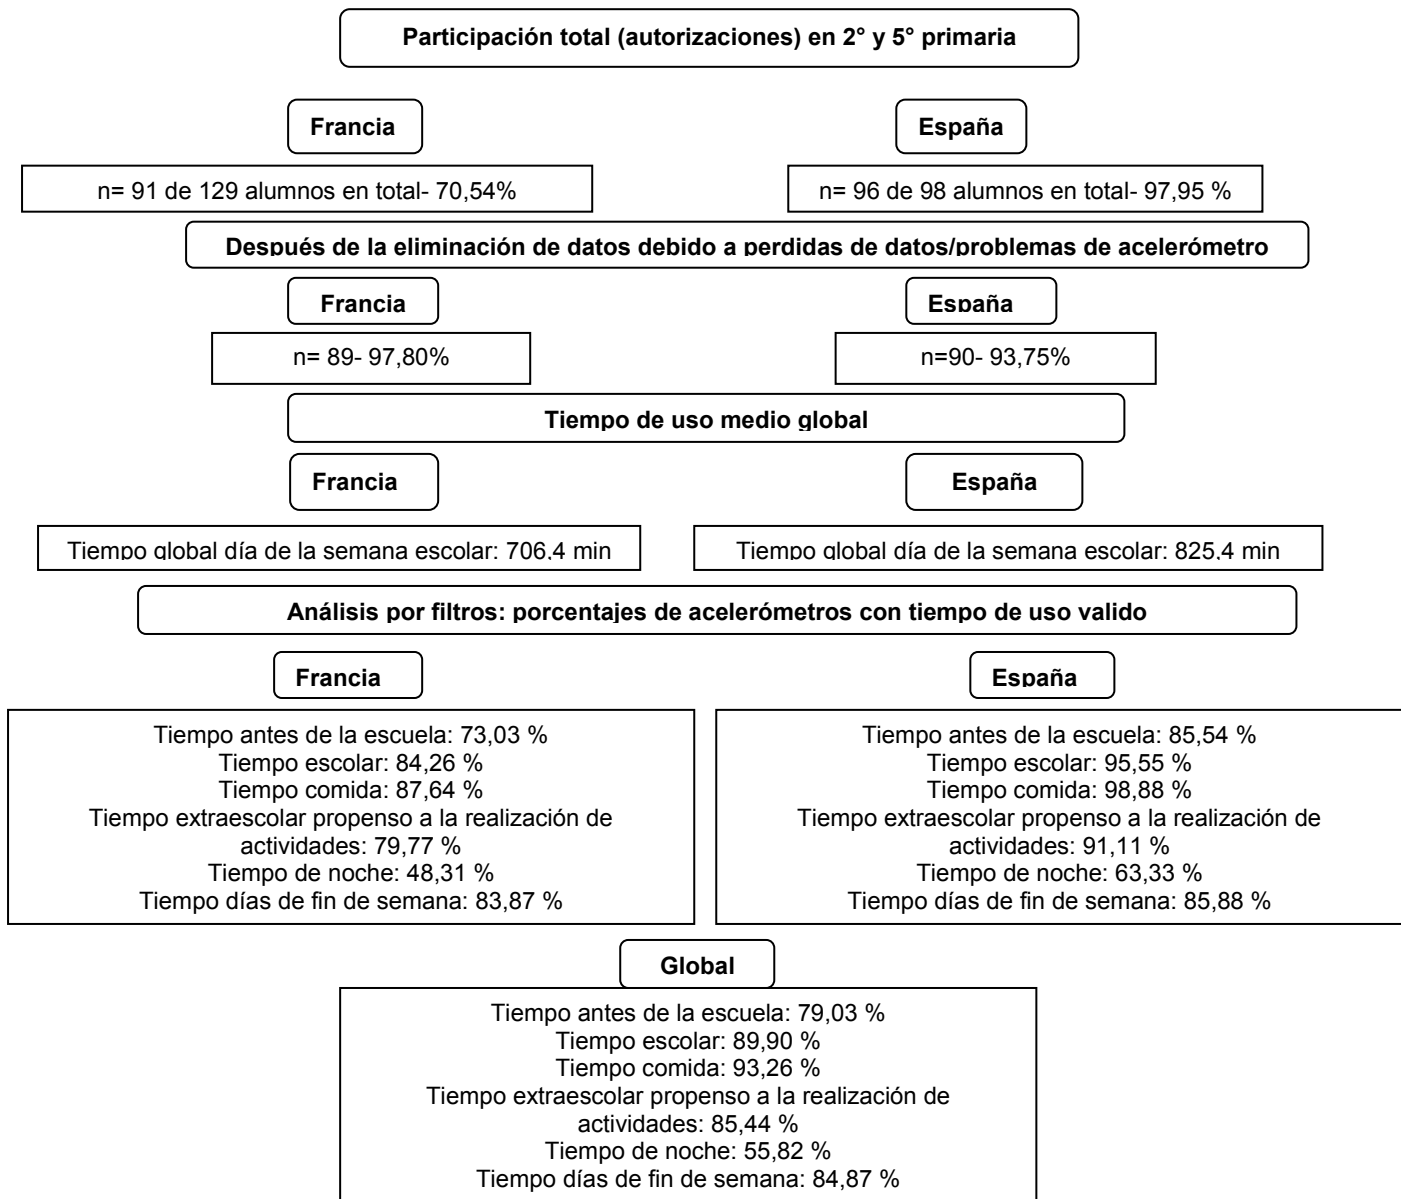 Participación total (autorizaciones) en 2° y 5° primaria
Francia
España
n= 91 de 129 alumnos en total- 70,54%
n= 96 de 98 alumnos en total- 97,95 %
Después de la eliminación de datos debido a perdidas de datos/problemas de acelerómetro
Francia
España
n= 89- 97,80%
n=90- 93,75%
Tiempo de uso medio global
Francia
España
Tiempo global día de la semana escolar: 706,4 min
Tiempo global día de la semana escolar: 825,4 min
Análisis por filtros: porcentajes de acelerómetros con tiempo de uso valido
Francia
España
Tiempo antes de la escuela: 73,03 %
Tiempo escolar: 84,26 %
Tiempo comida: 87,64 %
Tiempo extraescolar propenso a la realización de
actividades: 79,77 %
Tiempo de noche: 48,31 %
Tiempo días de fin de semana: 83,87 %
Tiempo antes de la escuela: 85,54 %
Tiempo escolar: 95,55 %
Tiempo comida: 98,88 %
Tiempo extraescolar propenso a la realización de
actividades: 91,11 %
Tiempo de noche: 63,33 %
Tiempo días de fin de semana: 85,88 %
Global
Tiempo antes de la escuela: 79,03 %
Tiempo escolar: 89,90 %
Tiempo comida: 93,26 %
Tiempo extraescolar propenso a la realización de
actividades: 85,44 %
Tiempo de noche: 55,82 %
Tiempo días de fin de semana: 84,87 %